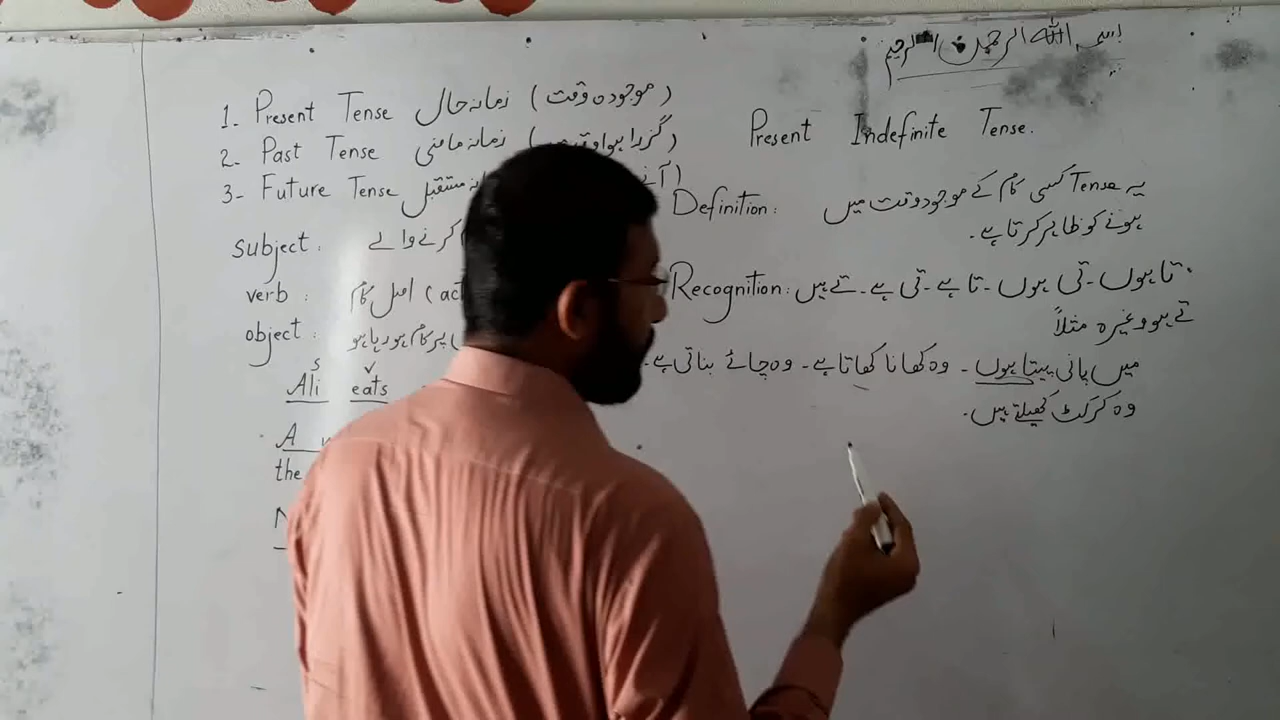 بسم اللہ الرحمن الرحیم
1- Present Tense زمانہ حال (موجودہ وقت)
2- Past Tense زمانہ ماضی (گزرا ہوا وقت
3- Future Tense مستقبل (آنے
subject: کرنے والے
verb: اصل کام (act
object: پر کام ہو رہا ہو
s v
Ali eats
A
the
N
Present Indefinite Tense.
Definition: یہ Tense کسی کام کے موجودہ وقت میں
ہونے کو ظاہر کرتا ہے۔
Recognition: تا ہوں۔ تی ہوں۔ تا ہے۔ تی ہے۔ تے ہیں
تے ہو وغیرہ مثلاً
میں پانی پیتا ہوں۔ وہ کھانا کھاتا ہے۔ وہ چائے بناتی ہے۔
وہ کرکٹ کھیلتے ہیں۔